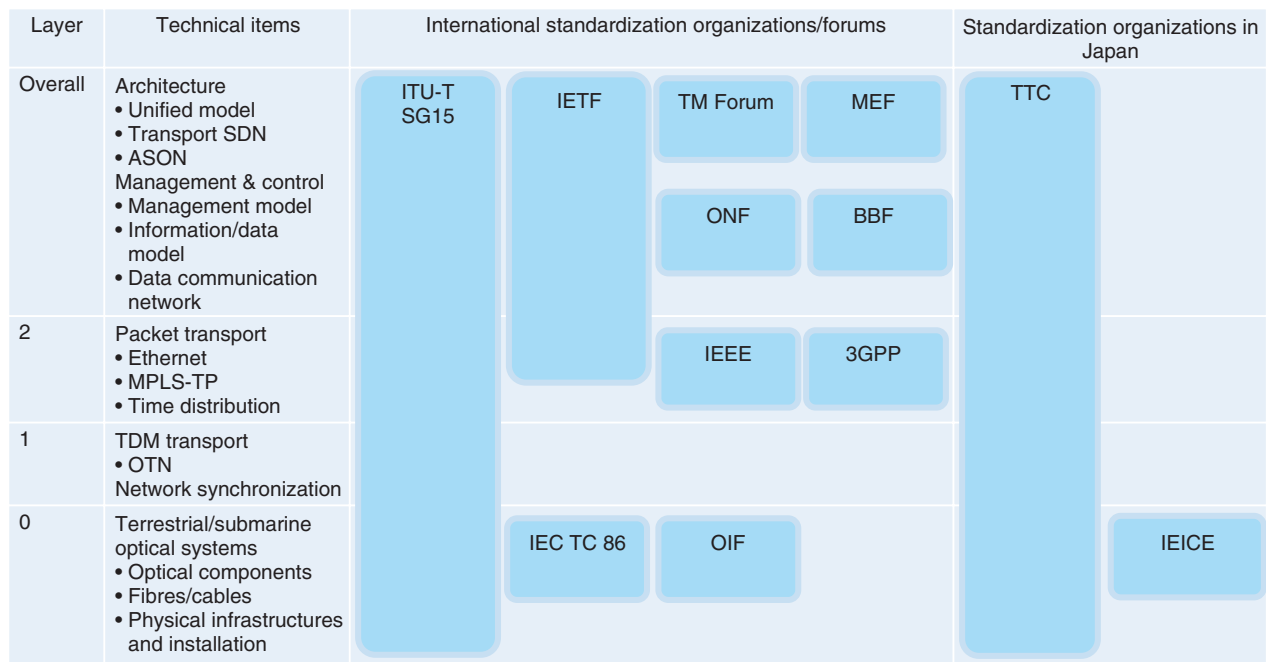 Layer
Technical items
International standardization organizations/forums
Standardization organizations in
Japan
Overall
Architecture
• Unified model
• Transport SDN
• ASON
Management & control
• Management model
• Information/data
model
• Data communication
network
ITU-T
SG15
IETF
TM Forum
MEF
ONF
BBF
TTC
2
Packet transport
• Ethernet
• MPLS-TP
• Time distribution
IEEE
3GPP
1
TDM transport
• OTN
Network synchronization
0
Terrestrial/submarine
optical systems
• Optical components
• Fibres/cables
• Physical infrastructures
and installation
IEC TC 86
OIF
IEICE